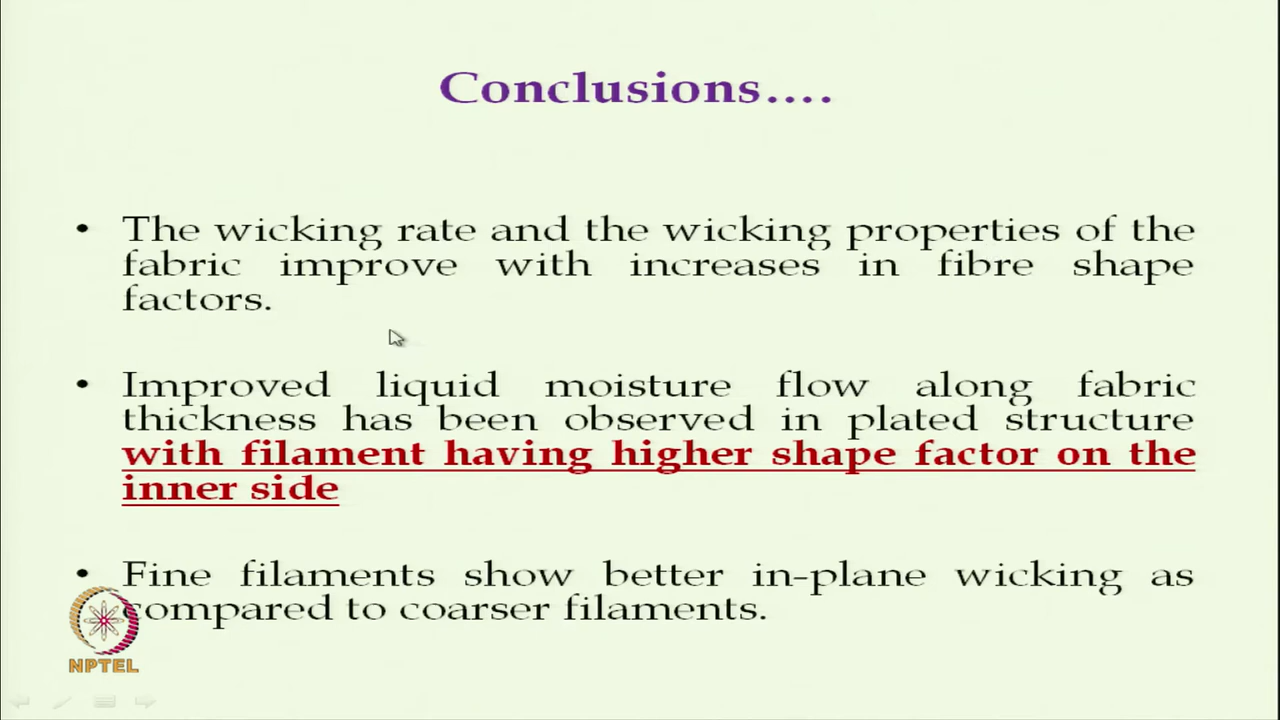 Conclusions....
• The wicking rate and the wicking properties of the
fabric improve with increases in fibre shape
factors.
• Improved liquid moisture flow along fabric
thickness has been observed in plated structure
with filament having higher shape factor on the
inner side
• Fine filaments show better in-plane wicking as
compared to coarser filaments.
NPTEL